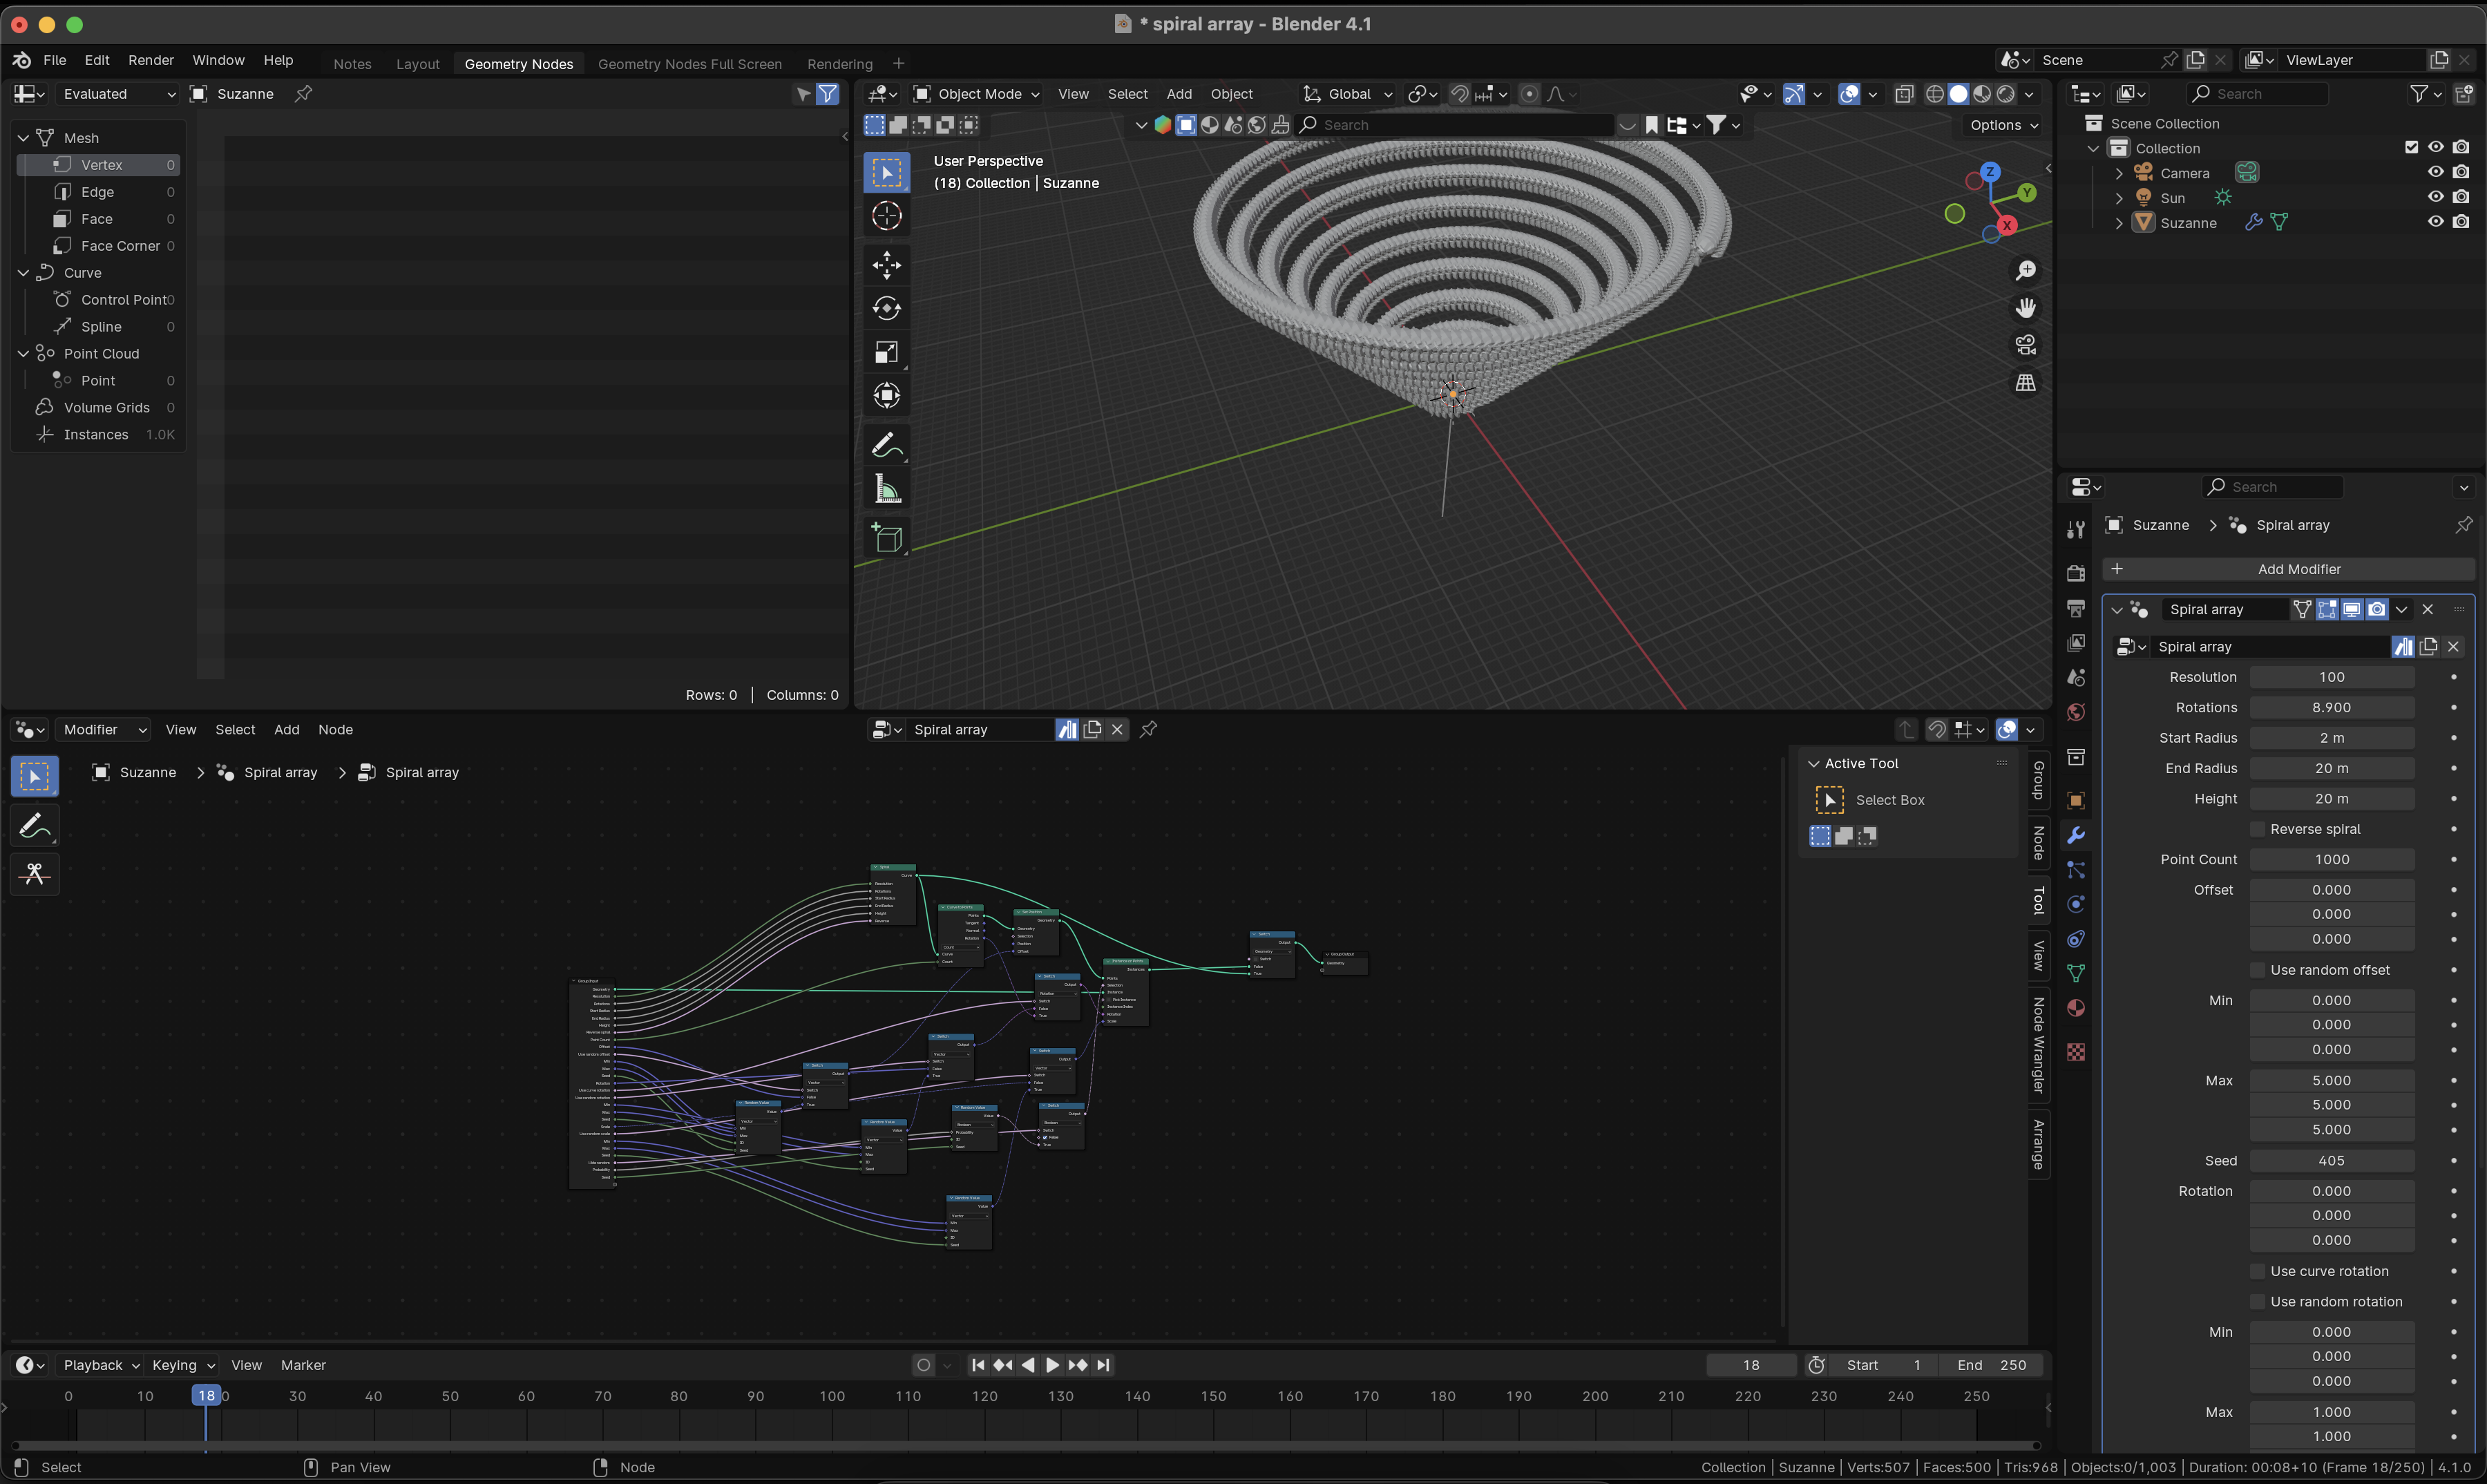 * spiral array - Blender 4.1
File Edit Render Window Help Notes Layout Geometry Nodes Geometry Nodes Full Screen Rendering + Scene ViewLayer
Evaluated Suzanne
Mesh
Vertex 0
Edge 0
Face 0
Face Corner 0
Curve
Control Point 0
Spline 0
Point Cloud
Point 0
Volume Grids 0
Instances 1.0K
Rows: 0 | Columns: 0
Object Mode View Select Add Object Global
Search Options
User Perspective
(18) Collection | Suzanne
Z
Y
X
Search
Scene Collection
Collection
Camera
Sun
Suzanne
Search
Suzanne > Spiral array
+ Add Modifier
Spiral array
Spiral array
Resolution 100
Rotations 8.900
Start Radius 2 m
End Radius 20 m
Height 20 m
Reverse spiral
Point Count 1000
Offset 0.000
0.000
0.000
Use random offset
Min 0.000
0.000
0.000
Max 5.000
5.000
5.000
Seed 405
Rotation 0.000
0.000
0.000
Use curve rotation
Use random rotation
Min 0.000
0.000
0.000
Max 1.000
1.000
Modifier View Select Add Node Spiral array
Suzanne > Spiral array > Spiral array
Active Tool
Select Box
Group
Node
Tool
View
Node Wrangler
Arrange
Playback Keying View Marker 18 Start 1 End 250
0 10 18 0 30 40 50 60 70 80 90 100 110 120 130 140 150 160 170 180 190 200 210 220 230 240 250
Select Pan View Node Collection | Suzanne | Verts:507 | Faces:500 | Tris:968 | Objects:0/1,003 | Duration: 00:08+10 (Frame 18/250) | 4.1.0